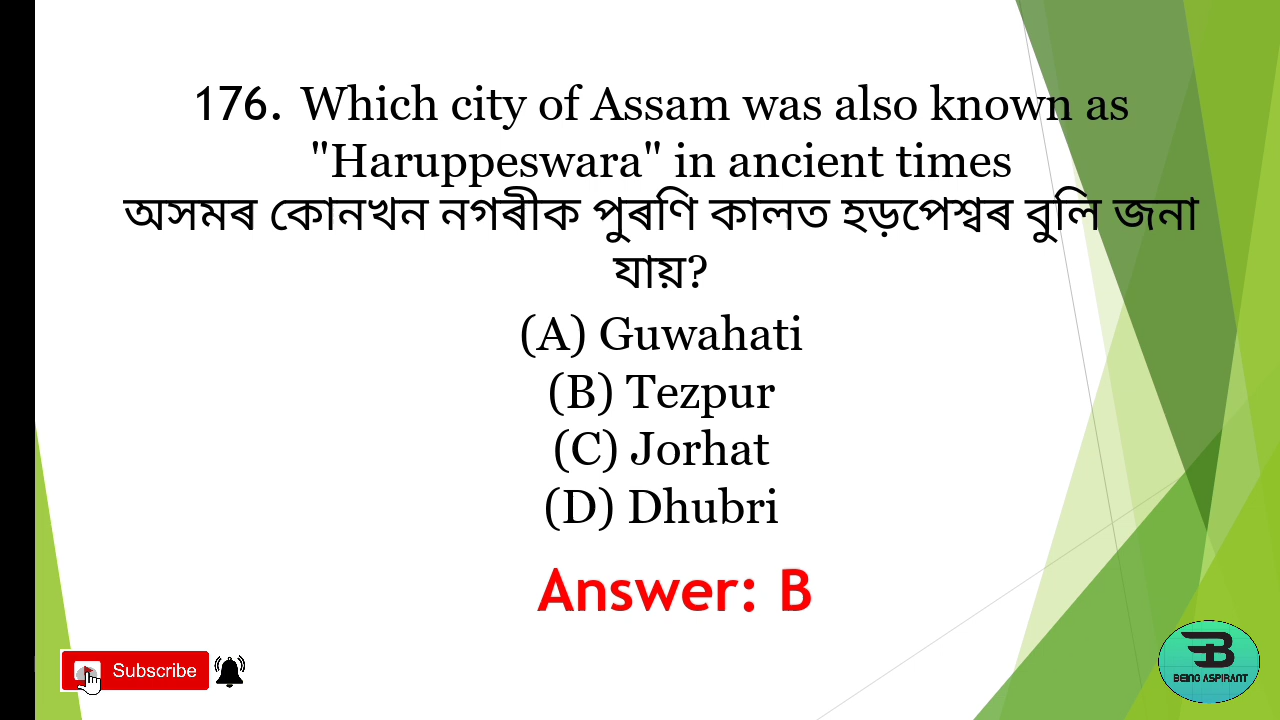 176. Which city of Assam was also known as
"Haruppeswara" in ancient times
অসমৰ কোনখন নগৰীক পুৰণি কালত হড়পেশ্বৰ বুলি জনা
যায়?
(A) Guwahati
(B) Tezpur
(C) Jorhat
(D) Dhubri
Answer: B
Subscribe
B
BEING ASPIRANT